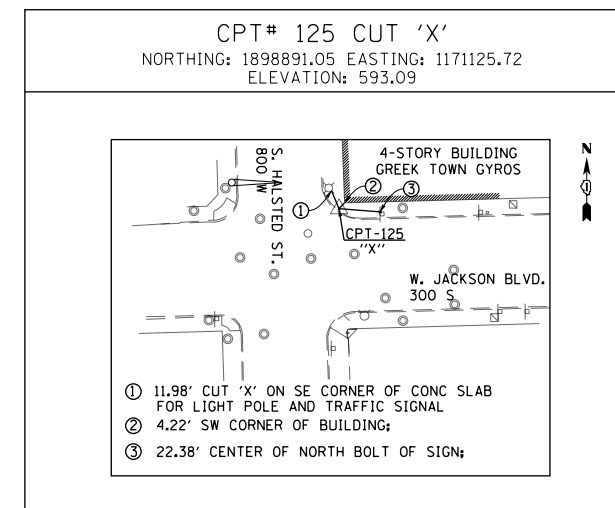 CPT# 125 CUT 'X'
NORTHING: 1898891.05 EASTING: 1171125.72
ELEVATION: 593.09
S. HALSTED ST.
800 W
4-STORY BUILDING
GREEK TOWN GYROS
N
①
②
③
CPT-125
"X"
W. JACKSON BLVD.
300 S
① 11.98' CUT 'X' ON SE CORNER OF CONC SLAB
FOR LIGHT POLE AND TRAFFIC SIGNAL
② 4.22' SW CORNER OF BUILDING;
③ 22.38' CENTER OF NORTH BOLT OF SIGN;